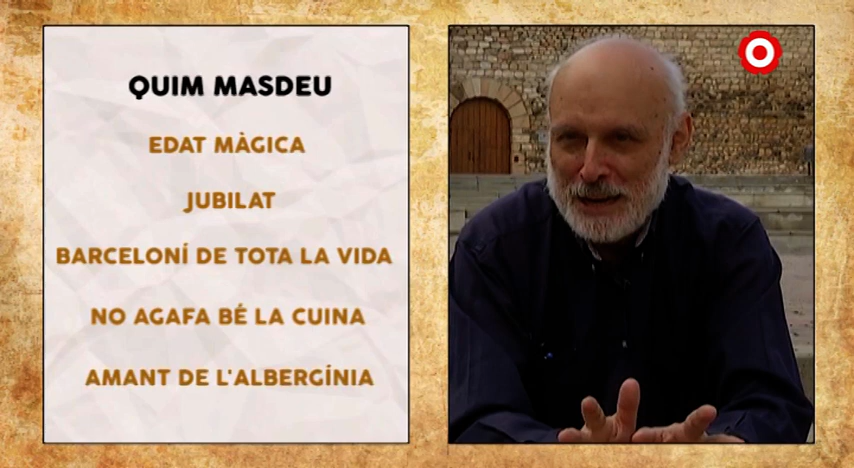 QUIM MASDEU
EDAT MÀGICA
JUBILAT
BARCELONÍ DE TOTA LA VIDA
NO AGAFA BÉ LA CUINA
AMANT DE L'ALBERGÍNIA